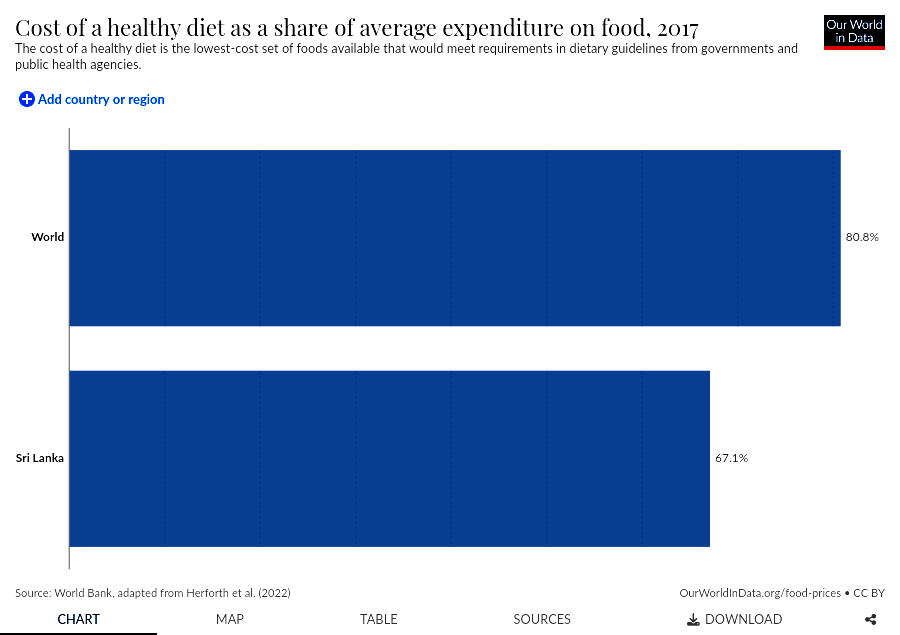 Cost of a healthy diet as a share of average expenditure on food, 2017
The cost of a healthy diet is the lowest-cost set of foods available that would meet requirements in dietary guidelines from governments and
public health agencies.
Our World
in Data
Add country or region
World
80.8%
Sri Lanka
67.1%
Source: World Bank, adapted from Herforth et al. (2022)
OurWorldInData.org/food-prices • CC BY
CHART
MAP
TABLE
SOURCES
DOWNLOAD